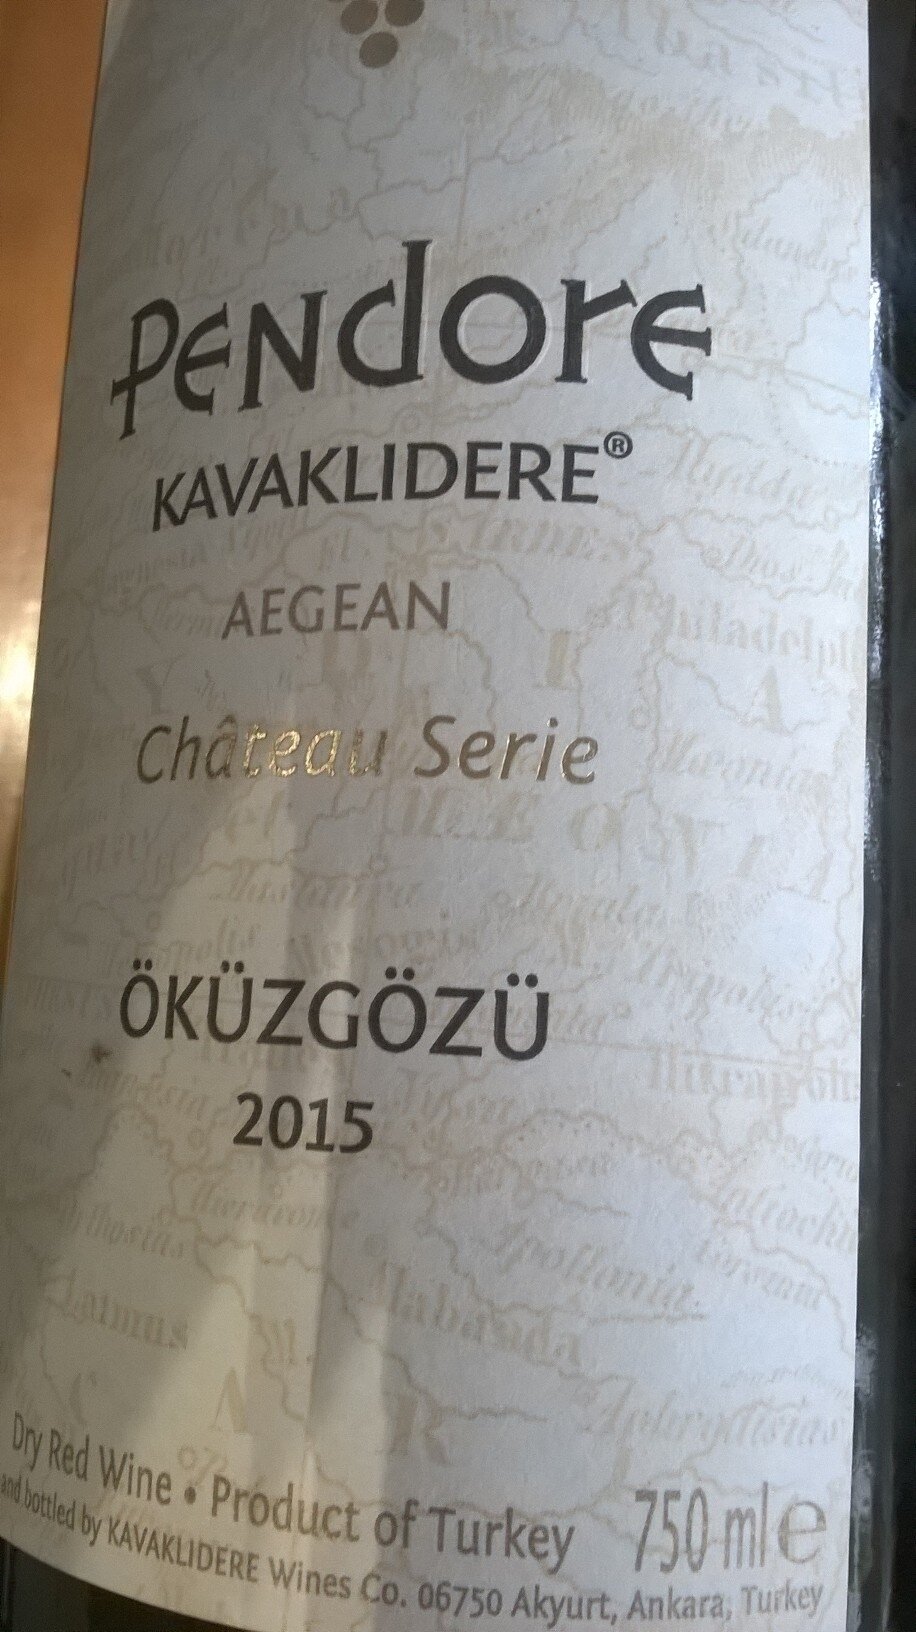 PENdORE
KAVAKLIDERE®
AEGEAN
Château Serie
ÖKÜZGÖZÜ
2015
Dry Red Wine • Product of Turkey 750 ml e
and bottled by KAVAKLIDERE Wines Co. 06750 Akyurt, Ankara, Turkey